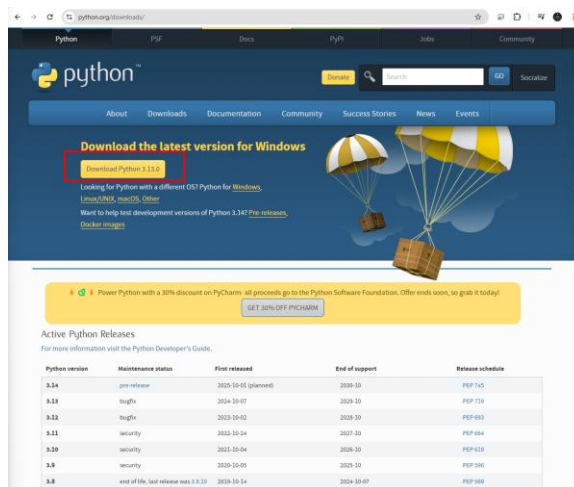 python.org/downloads/
Python PSF Docs PyPI Jobs Community
python™
Donate Search GO Socialize
About Downloads Documentation Community Success Stories News Events
Download the latest version for Windows
Download Python 3.13.0
Looking for Python with a different OS? Python for Windows,
Linux/UNIX, macOS, Other
Want to help test development versions of Python 3.14? Pre-releases,
Docker images
Power Python with a 30% discount on PyCharm all proceeds go to the Python Software Foundation. Offer ends soon, so grab it today!
GET 30% OFF PYCHARM
Active Python Releases
For more information visit the Python Developer's Guide.
Python version Maintenance status First released End of support Release schedule
3.14 pre-release 2025-10-01 (planned) 2030-10 PEP 745
3.13 bugfix 2024-10-07 2029-10 PEP 719
3.12 bugfix 2023-10-02 2028-10 PEP 693
3.11 security 2022-10-24 2027-10 PEP 664
3.10 security 2021-10-04 2026-10 PEP 619
3.9 security 2020-10-05 2025-10 PEP 596
3.8 end of life, last release was 3.8.20 2019-10-14 2024-10-07 PEP 569